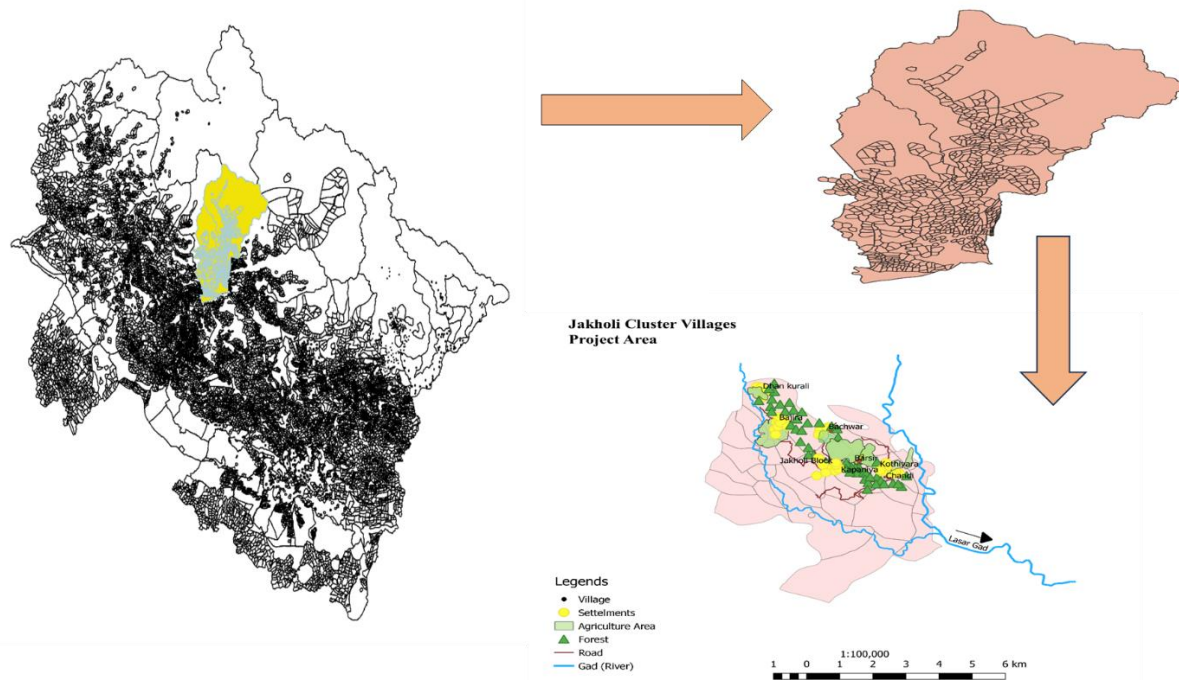 Jakholi Cluster Villages
Project Area
Dhan kurali
Bajira
Bachwar
Barsir
Jakholi Block
Kothiyara
Kapaniya
Chandi
Lasar Gad
Legends
Village
Settelments
Agriculture Area
Forest
Road
Gad (River)
1:100,000
1 0 1 2 3 4 5 6 km